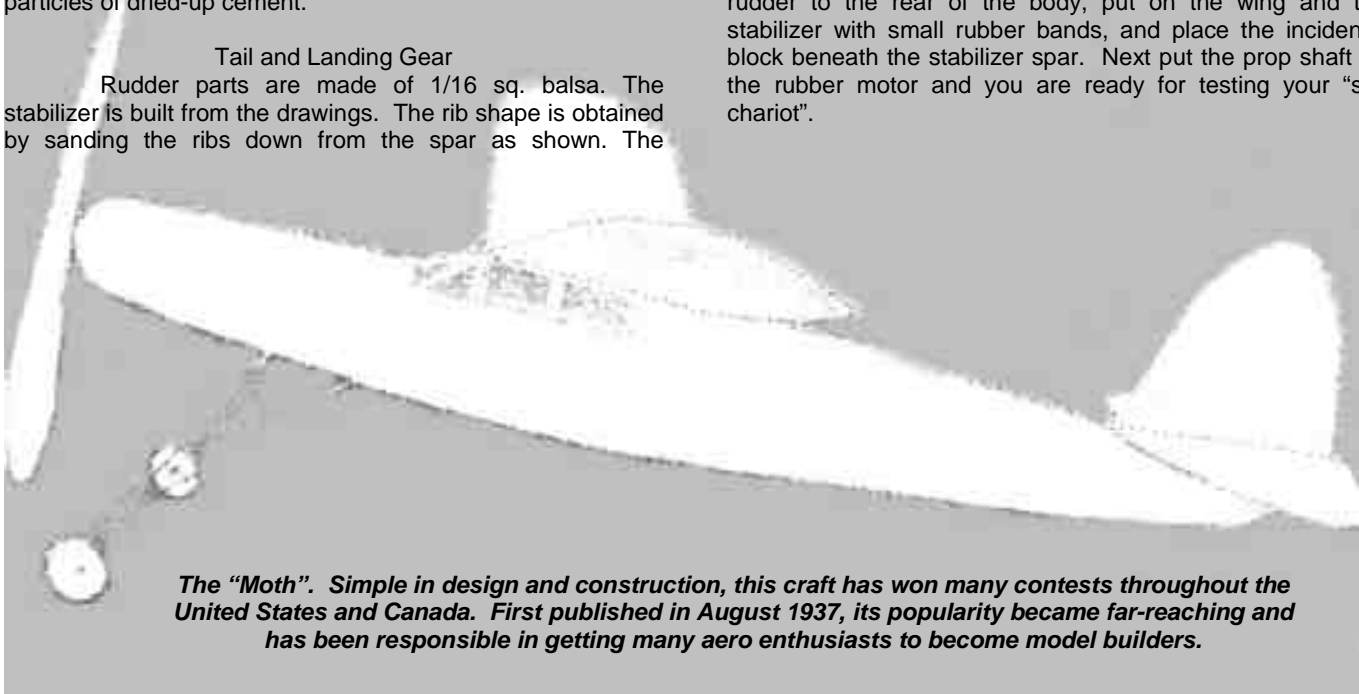 particles of dried-up cement.
Tail and Landing Gear
Rudder parts are made of 1/16 sq. balsa. The
stabilizer is built from the drawings. The rib shape is obtained
by sanding the ribs down from the spar as shown. The
rudder to the rear of the body, put on the wing and
stabilizer with small rubber bands, and place the
block beneath the stabilizer spar. Next put the prop shaft
the rubber motor and you are ready for testing your
chariot”.
The “Moth”. Simple in design and construction, this craft has won many contests throughout the
United States and Canada. First published in August 1937, its popularity became far-reaching and
has been responsible in getting many aero enthusiasts to become model builders.